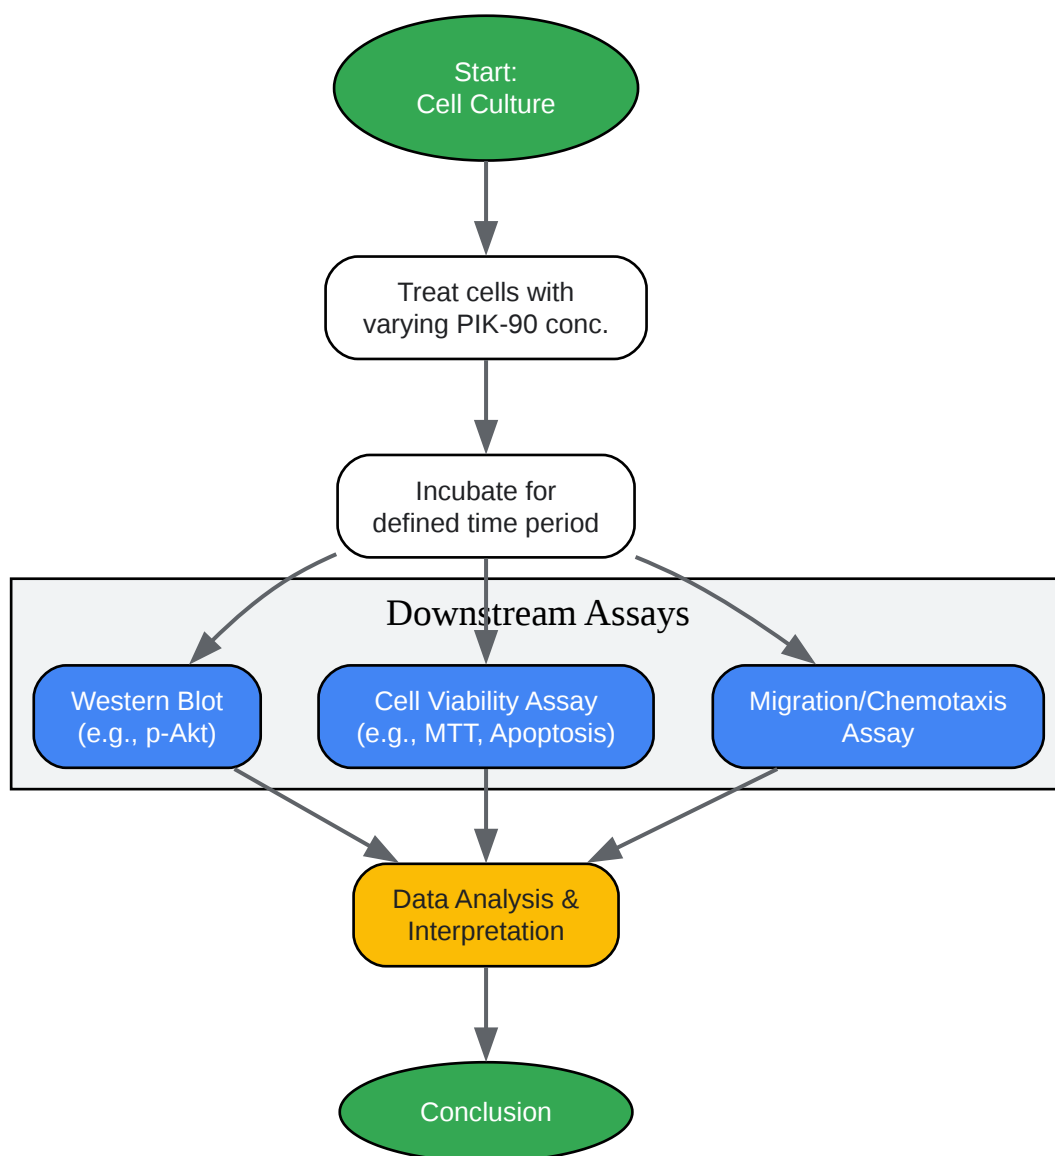 Start:
Cell Culture
Treat cells with
varying PIK-90 conc.
Incubate for
defined time period
Downstream Assays
Western Blot
(e.g., p-Akt)
Cell Viability Assay
(e.g., MTT, Apoptosis)
Migration/Chemotaxis
Assay
Data Analysis &
Interpretation
Conclusion